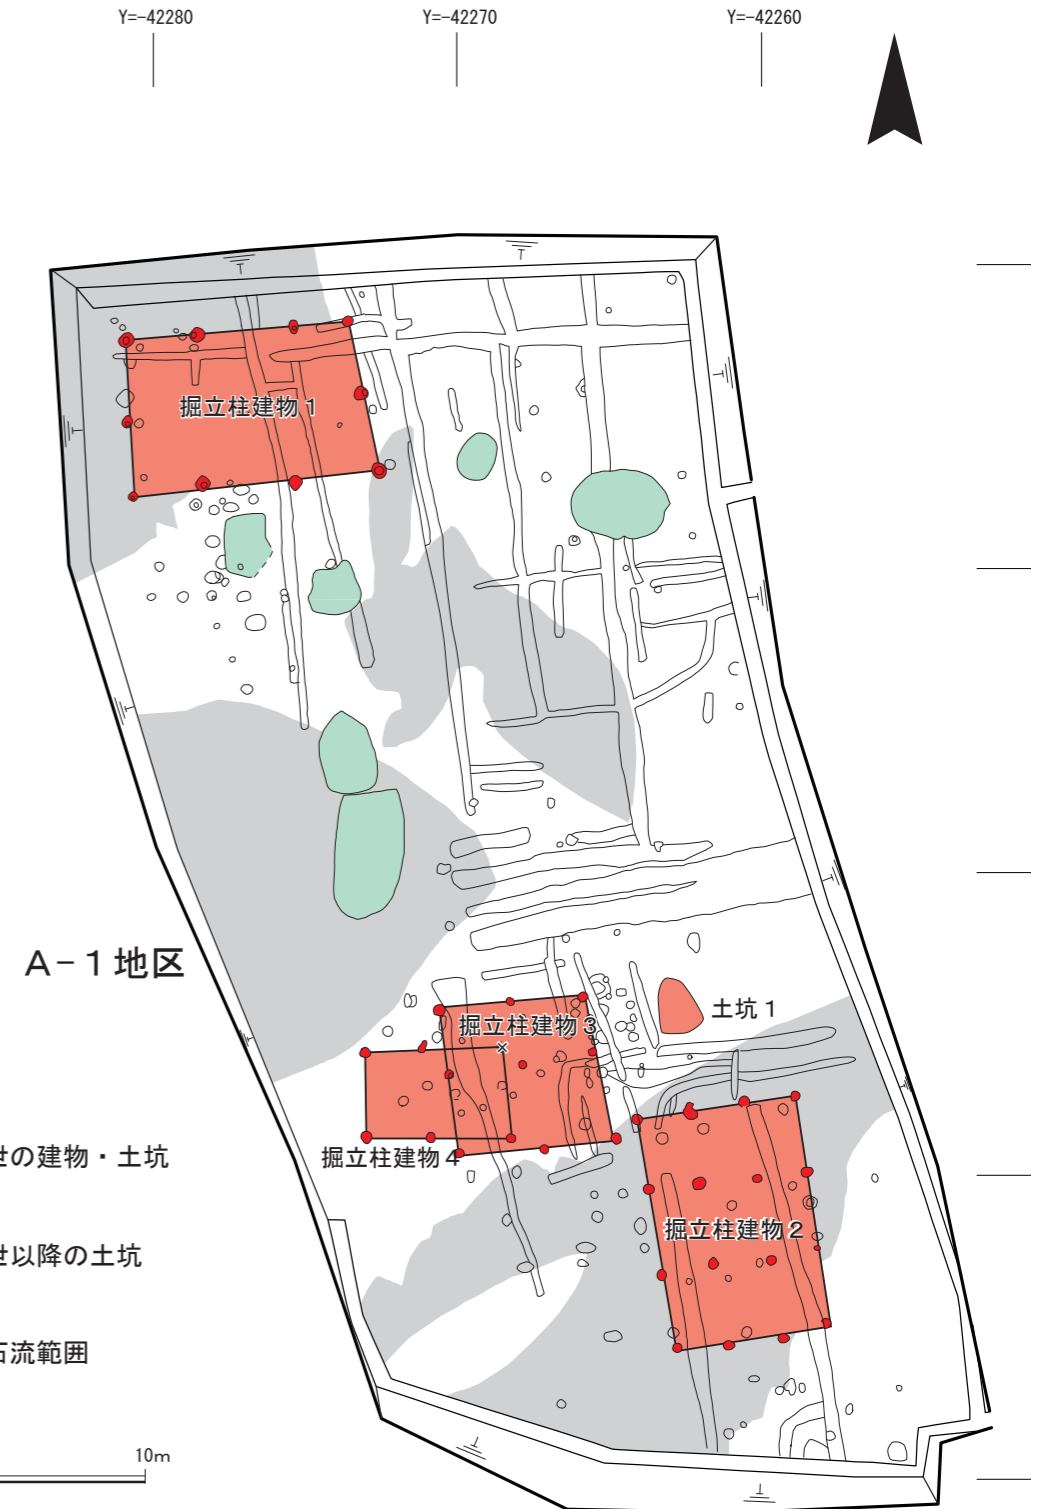 Y=-42280
Y=-42270
Y=-42260
掘立柱建物1
A-1地区
土坑1
掘立柱建物3
掘立柱建物4
世の建物・土坑
掘立柱建物2
世以降の土坑
石流範囲
10m